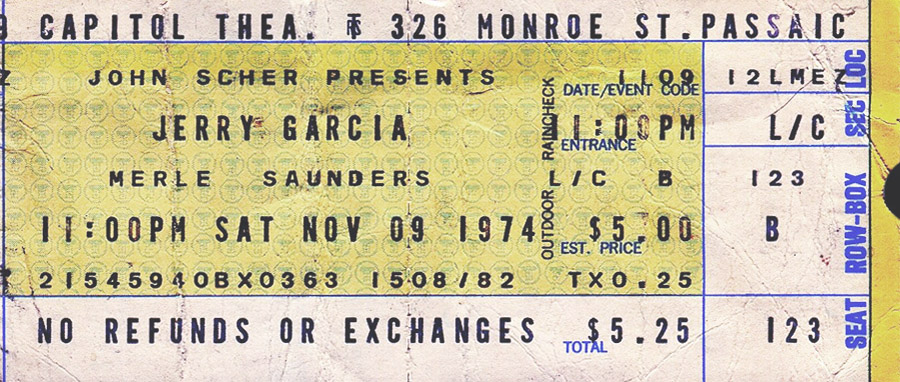 9 CAPITOL THEA. 326 MONROE ST. PASSAIC
JOHN SCHER PRESENTS 1109 12LMEZ
DATE/EVENT CODE
JERRY GARCIA 11:00PM L/C
ENTRANCE
MERLE SAUNDERS L/C B 123
11:00PM SAT NOV 09 1974 $5.00 B
EST. PRICE
21545940BX0363 1508/82 TX0.25
NO REFUNDS OR EXCHANGES $5.25 123
TOTAL
OUTDOOR RAINCHECK
SEC LOC
ROW-BOX
SEAT